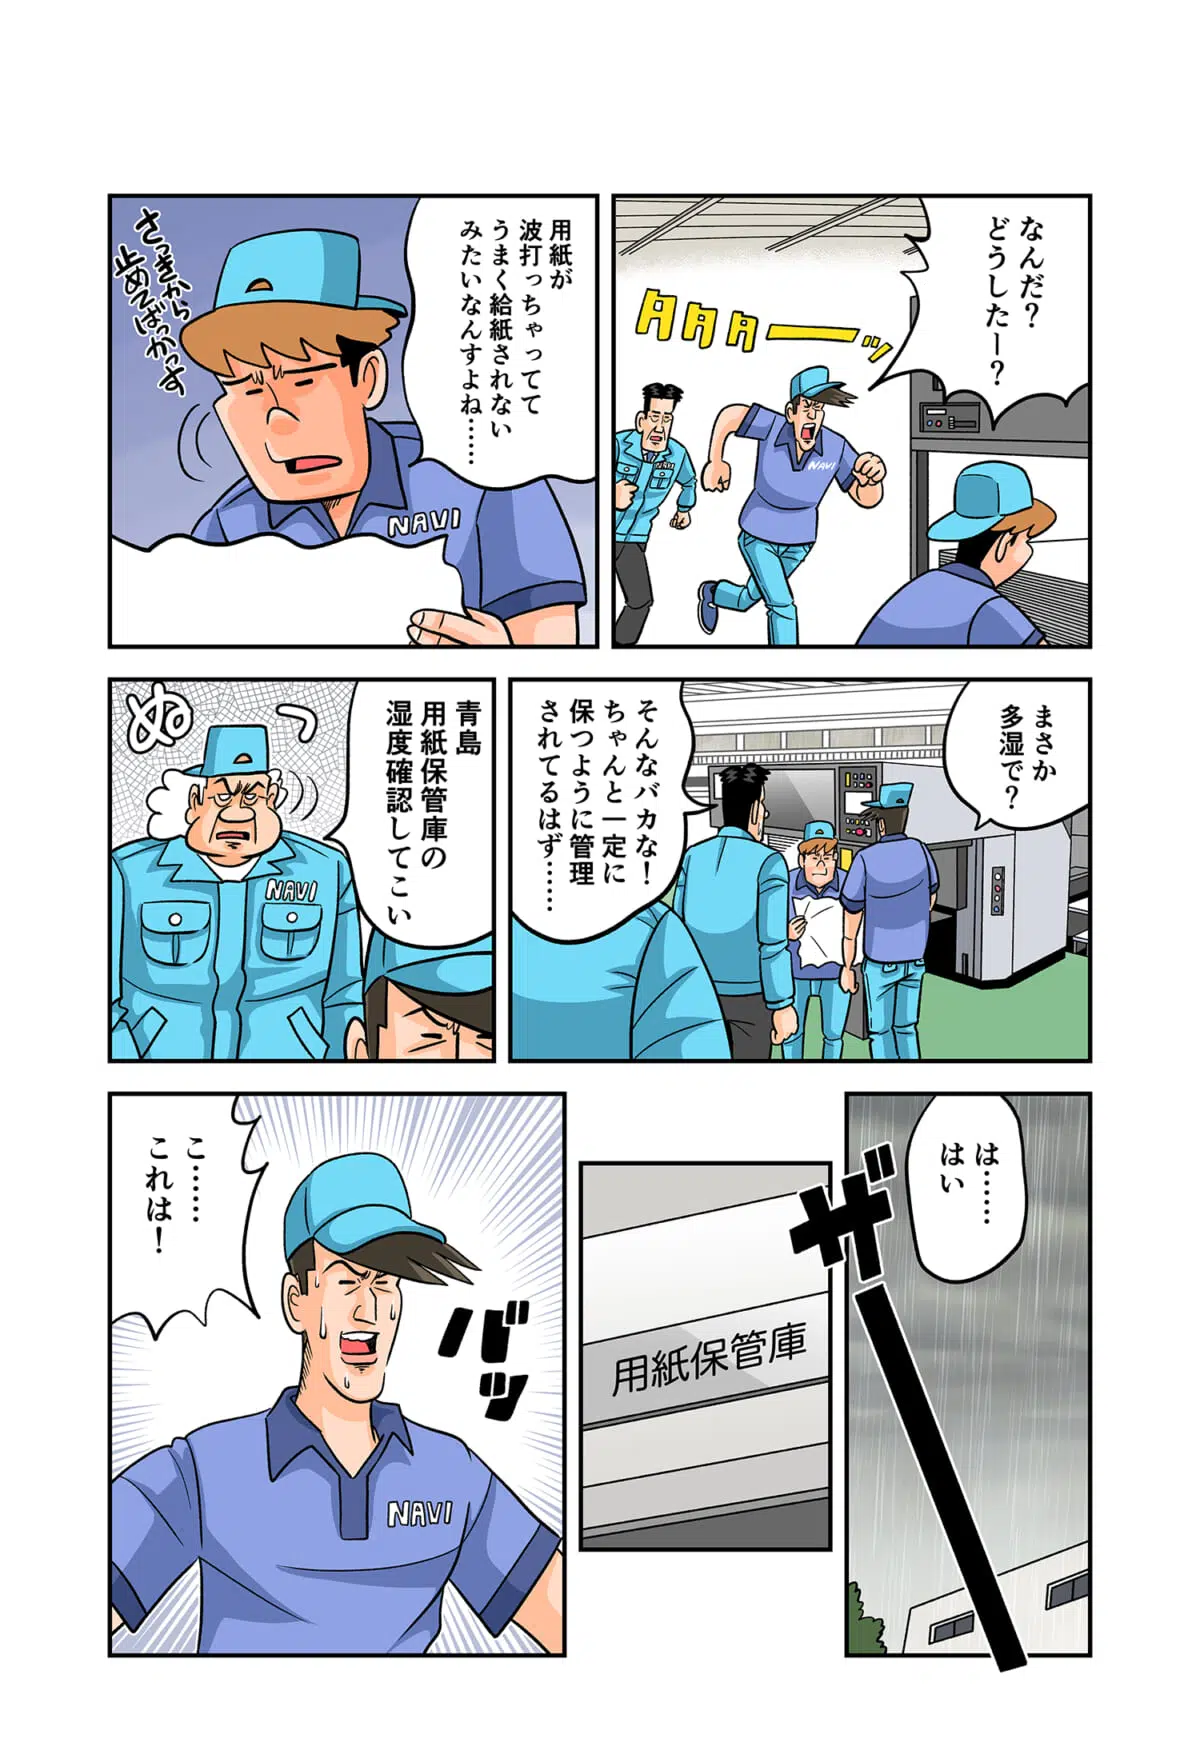 なんだ？
どうしたー？
タタターッ
NAVI
NAVI
用紙が
波打っちゃってて
うまく給紙されない
みたいなんすよね……
さっきから
止めてばっかっす
NAVI
まさか
多湿で？
そんなバカな！
ちゃんと一定に
保つように管理
されてるはず……
青島
用紙保管庫の
湿度確認してこい
ぬっ
NAVI
は……
はい
ザー
用紙保管庫
こ……
これは！
バッ
NAVI